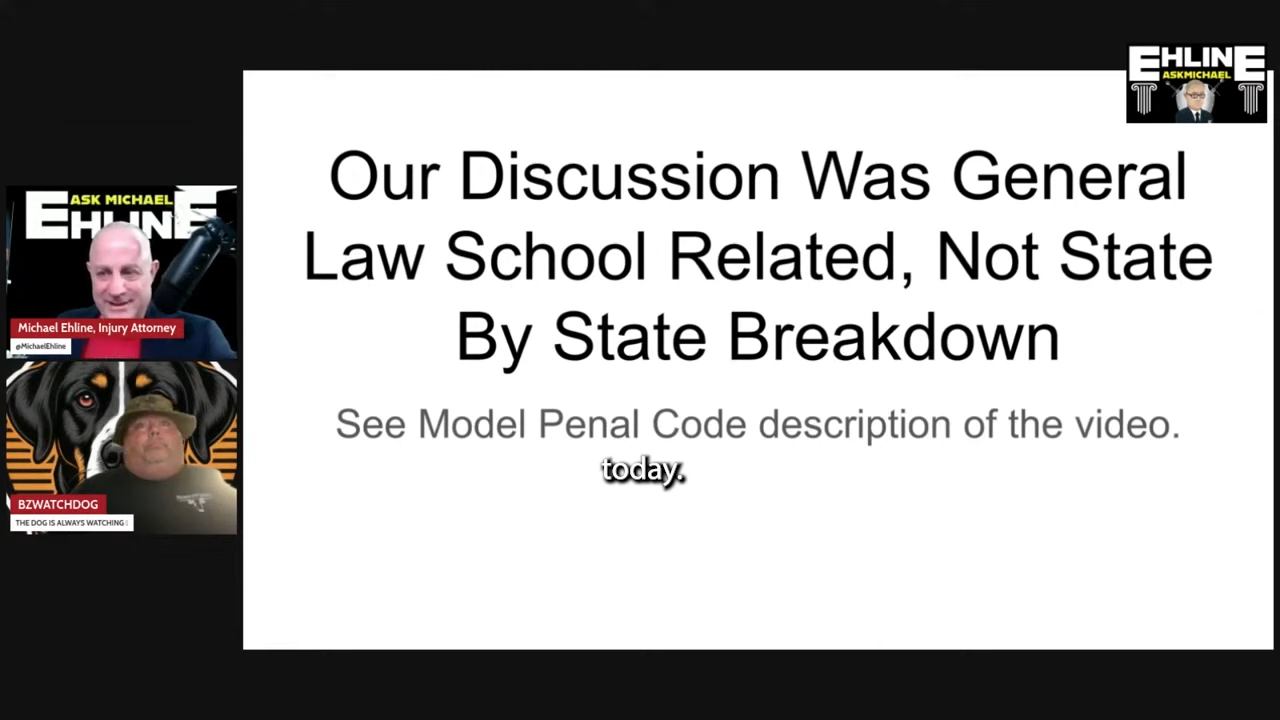 EHLINE
ASKMICHAEL
Our Discussion Was General
Law School Related, Not State
By State Breakdown
See Model Penal Code description of the video.
today.
ASK MICHAEL
EHLINE
Michael Ehline, Injury Attorney
@MichaelEhline
BZWATCHDOG
THE DOG IS ALWAYS WATCHING